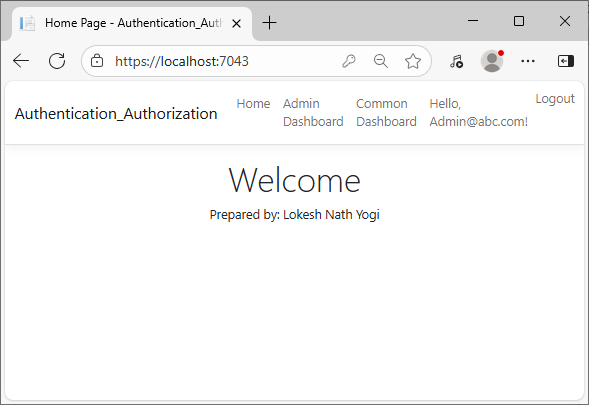 Home Page - Authentication_Auth
https://localhost:7043
Authentication_Authorization
Home
Admin
Dashboard
Common
Dashboard
Hello,
Admin@abc.com!
Logout
Welcome
Prepared by: Lokesh Nath Yogi